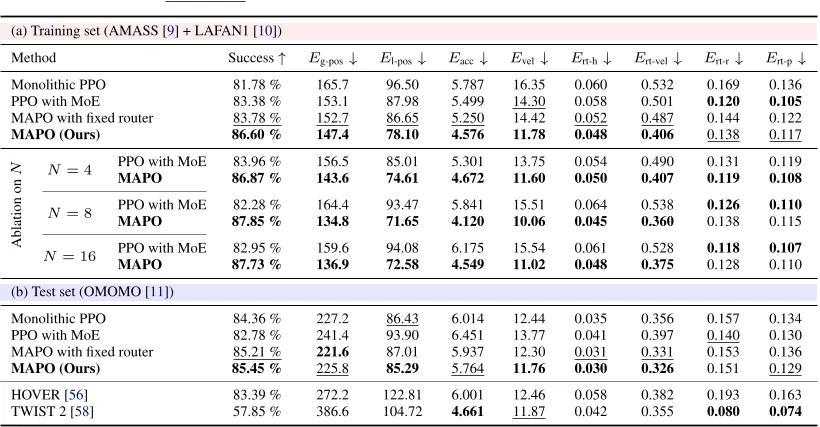 (a) Training set (AMASS [9] + LAFAN1 [10])
Method Success ↑ Eg-pos ↓ El-pos ↓ Eacc ↓ Evel ↓ Ert-h ↓ Ert-vel ↓ Ert-r ↓ Ert-p ↓
Monolithic PPO 81.78 % 165.7 96.50 5.787 16.35 0.060 0.532 0.169 0.136
PPO with MoE 83.38 % 153.1 87.98 5.499 14.30 0.058 0.501 0.120 0.105
MAPO with fixed router 83.78 % 152.7 86.65 5.250 14.42 0.052 0.487 0.144 0.122
MAPO (Ours) 86.60 % 147.4 78.10 4.576 11.78 0.048 0.406 0.138 0.117
Ablation on N
N = 4
PPO with MoE 83.96 % 156.5 85.01 5.301 13.75 0.054 0.490 0.131 0.119
MAPO 86.87 % 143.6 74.61 4.672 11.60 0.050 0.407 0.119 0.108
N = 8
PPO with MoE 82.28 % 164.4 93.47 5.841 15.51 0.064 0.538 0.126 0.110
MAPO 87.85 % 134.8 71.65 4.120 10.06 0.045 0.360 0.138 0.115
N = 16
PPO with MoE 82.95 % 159.6 94.08 6.175 15.54 0.061 0.528 0.118 0.107
MAPO 87.73 % 136.9 72.58 4.549 11.02 0.048 0.375 0.128 0.110
(b) Test set (OMOMO [11])
Monolithic PPO 84.36 % 227.2 86.43 6.014 12.44 0.035 0.356 0.157 0.134
PPO with MoE 82.78 % 241.4 93.90 6.451 13.77 0.041 0.397 0.140 0.130
MAPO with fixed router 85.21 % 221.6 87.01 5.937 12.30 0.031 0.331 0.153 0.136
MAPO (Ours) 85.45 % 225.8 85.29 5.764 11.76 0.030 0.326 0.151 0.129
HOVER [56] 83.39 % 272.2 122.81 6.001 12.46 0.058 0.382 0.193 0.163
TWIST 2 [58] 57.85 % 386.6 104.72 4.661 11.87 0.042 0.355 0.080 0.074